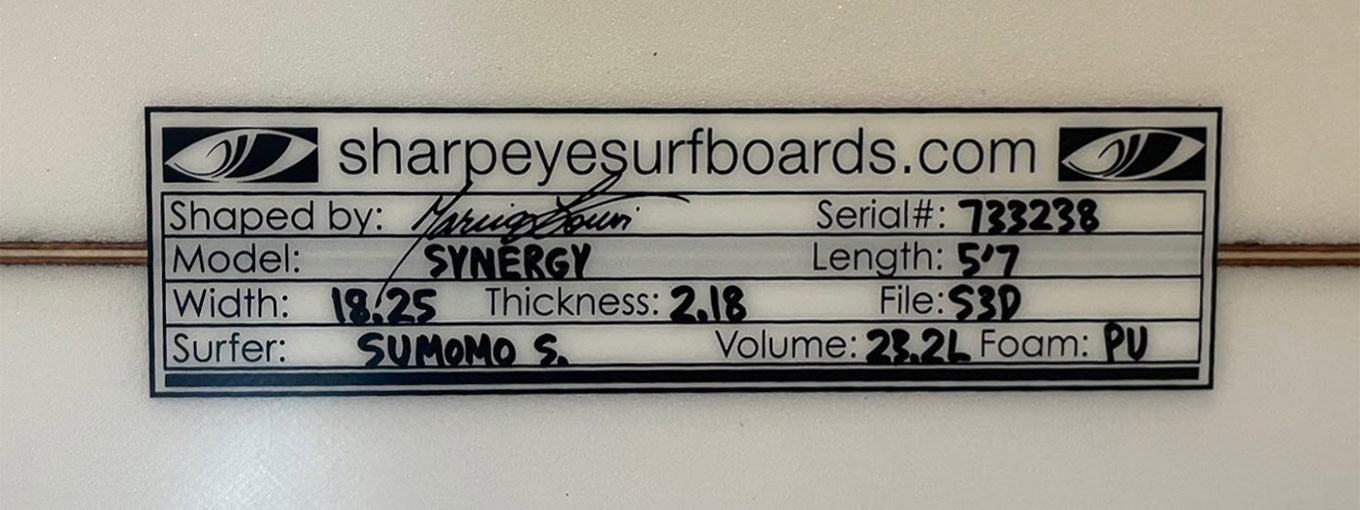 sharpeyesurfboards.com
Shaped by: Serial#: 733238
Model: SYNERGY Length: 5'7
Width: 18.25 Thickness: 2.18 File: S3D
Surfer: SUMOMO S. Volume: 23.2L Foam: PU